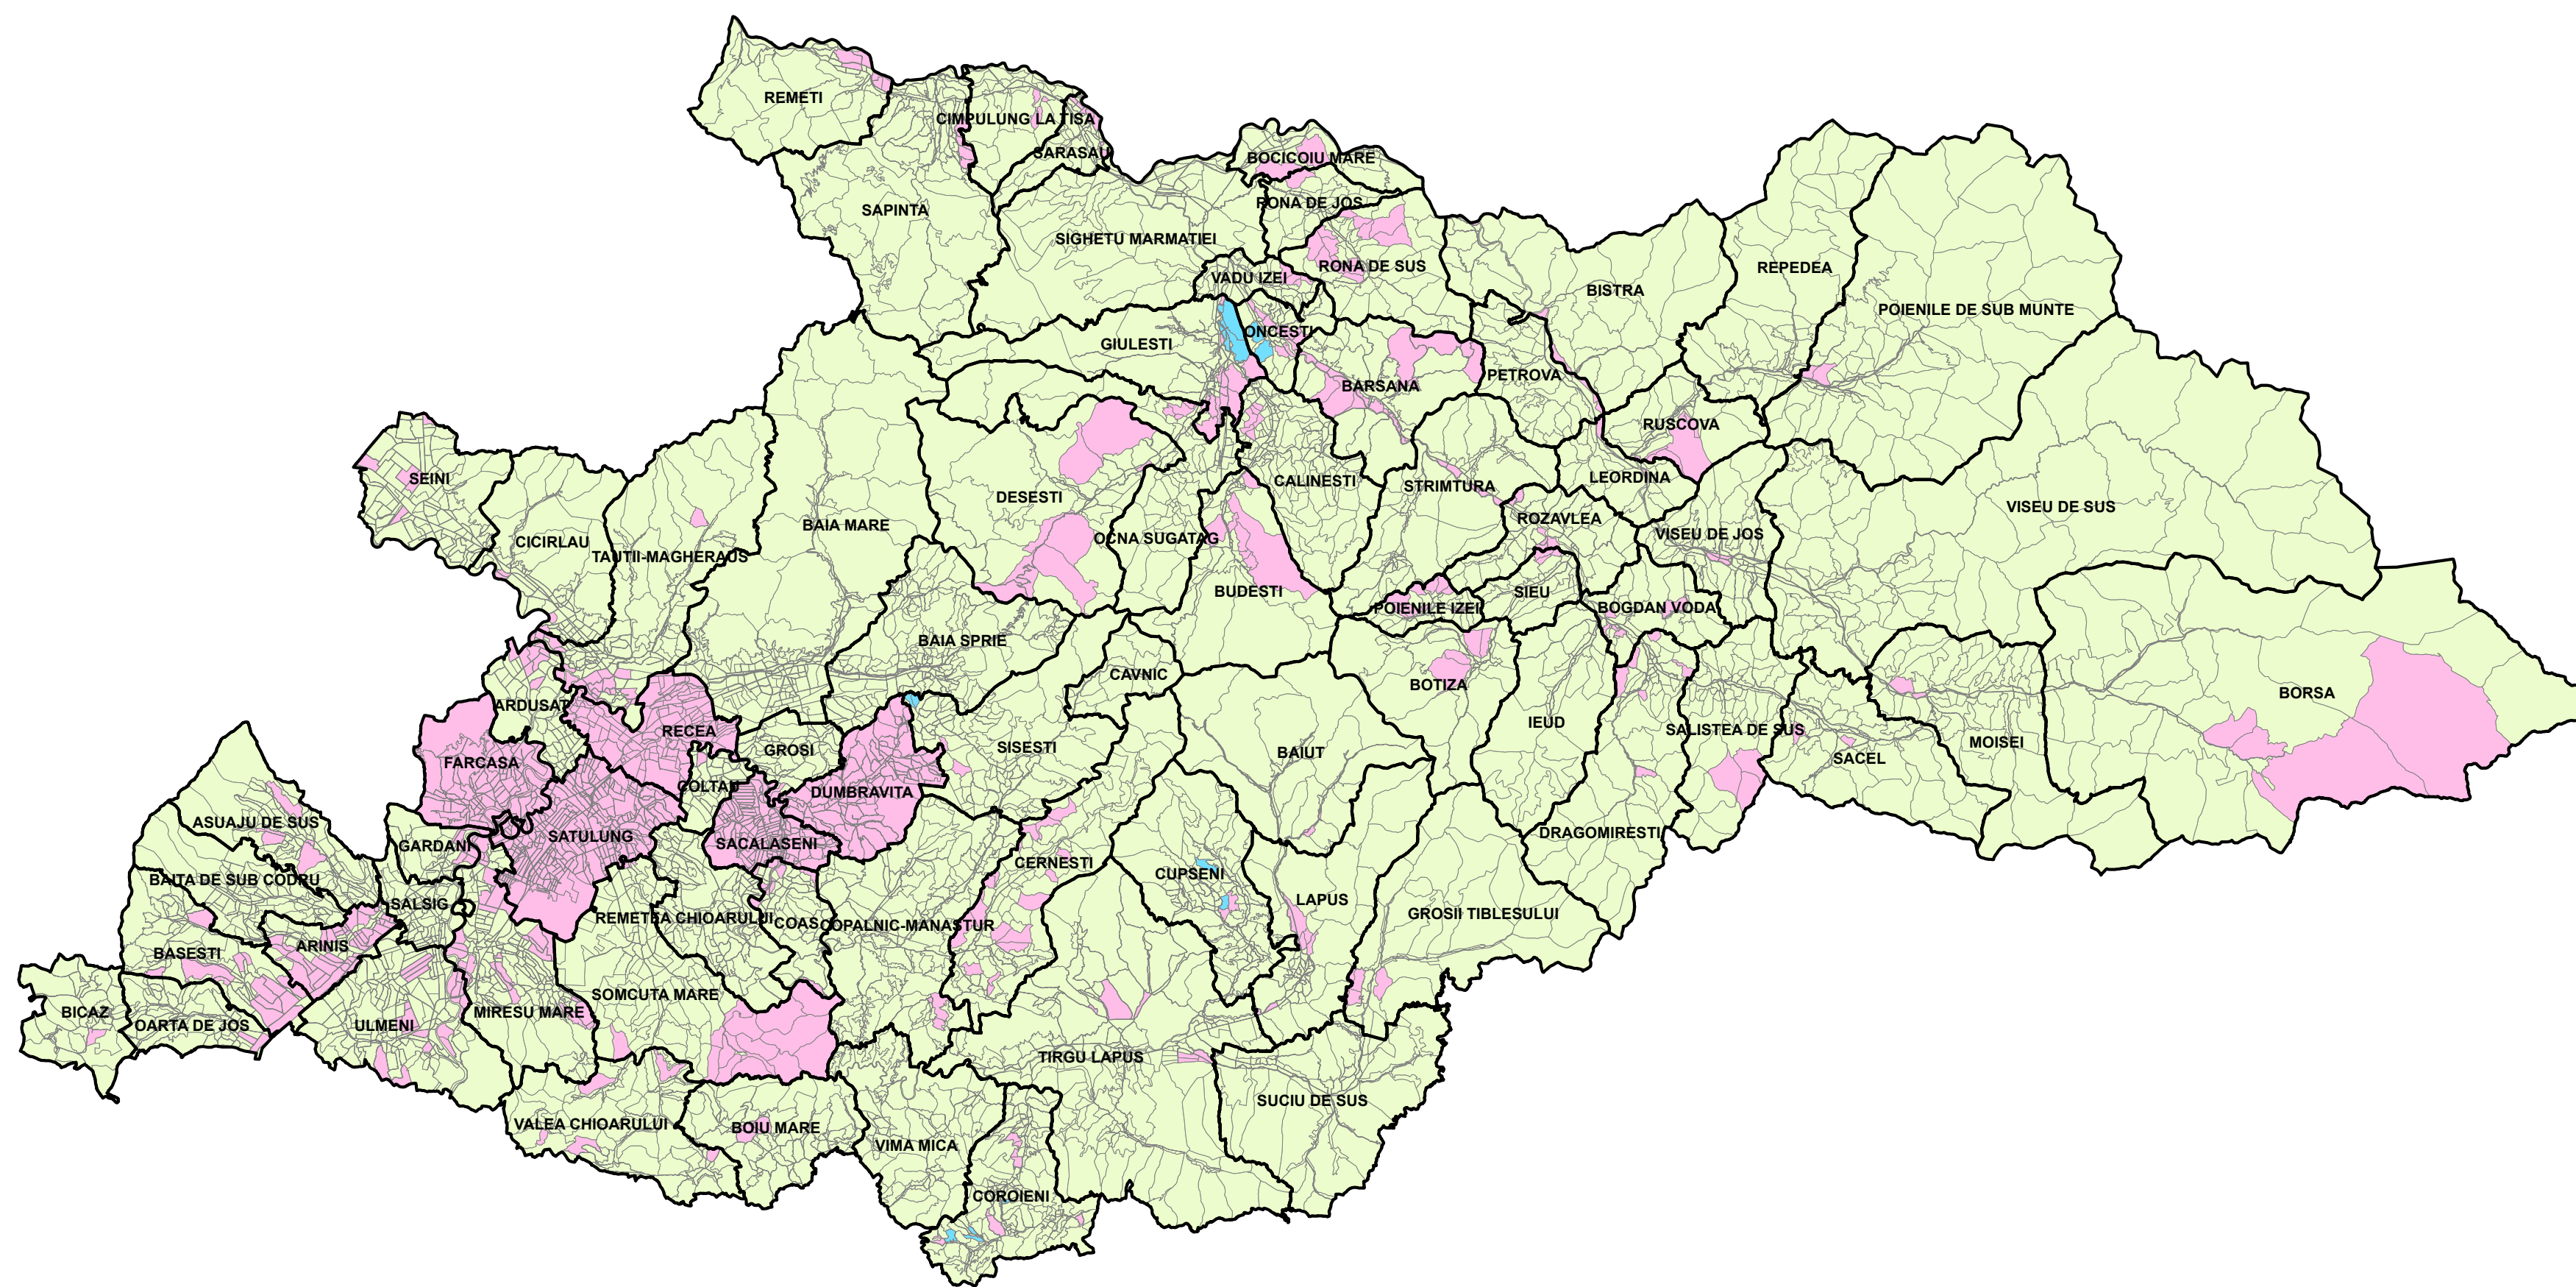 REMETI
CIMPULUNG LA TISA
SARASAU
BOCICOIU MARE
RONA DE JOS
SAPINTA
SIGHETU MARMATIEI
RONA DE SUS
REPEDEA
VADU IZEI
BISTRA
POIENILE DE SUB MUNTE
ONCESTI
GIULESTI
PETROVA
BARSANA
RUSCOVA
SEINI
LEORDINA
CALINESTI
STRIMTURA
DESESTI
VISEU DE SUS
ROZAVLEA
BAIA MARE
VISEU DE JOS
OCNA SUGATAG
CICIRLAU
TAUTII-MAGHERAUS
BUDESTI
SIEU
POIENILE IZEI
BOGDAN VODA
BAIA SPRIE
CAVNIC
BOTIZA
BORSA
ARDUSAT
IEUD
RECEA
SALISTEA DE SUS
MOISEI
SISESTI
GROSI
BAIUT
SACEL
FARCASA
COLTAU
DUMBRAVITA
ASUAJU DE SUS
DRAGOMIRESTI
SATULUNG
SACALASENI
GARDANI
CERNESTI
CUPSENI
BAITA DE SUB CODRU
LAPUS
SALSIG
GROSII TIBLESULUI
REMETEA CHIOARULUI
COAS
COPALNIC-MANASTUR
ARINIS
BASESTI
SOMCUTA MARE
BICAZ
MIRESU MARE
OARTA DE JOS
ULMENI
TIRGU LAPUS
SUCIU DE SUS
VALEA CHIOARULUI
BOIU MARE
VIMA MICA
COROIENI